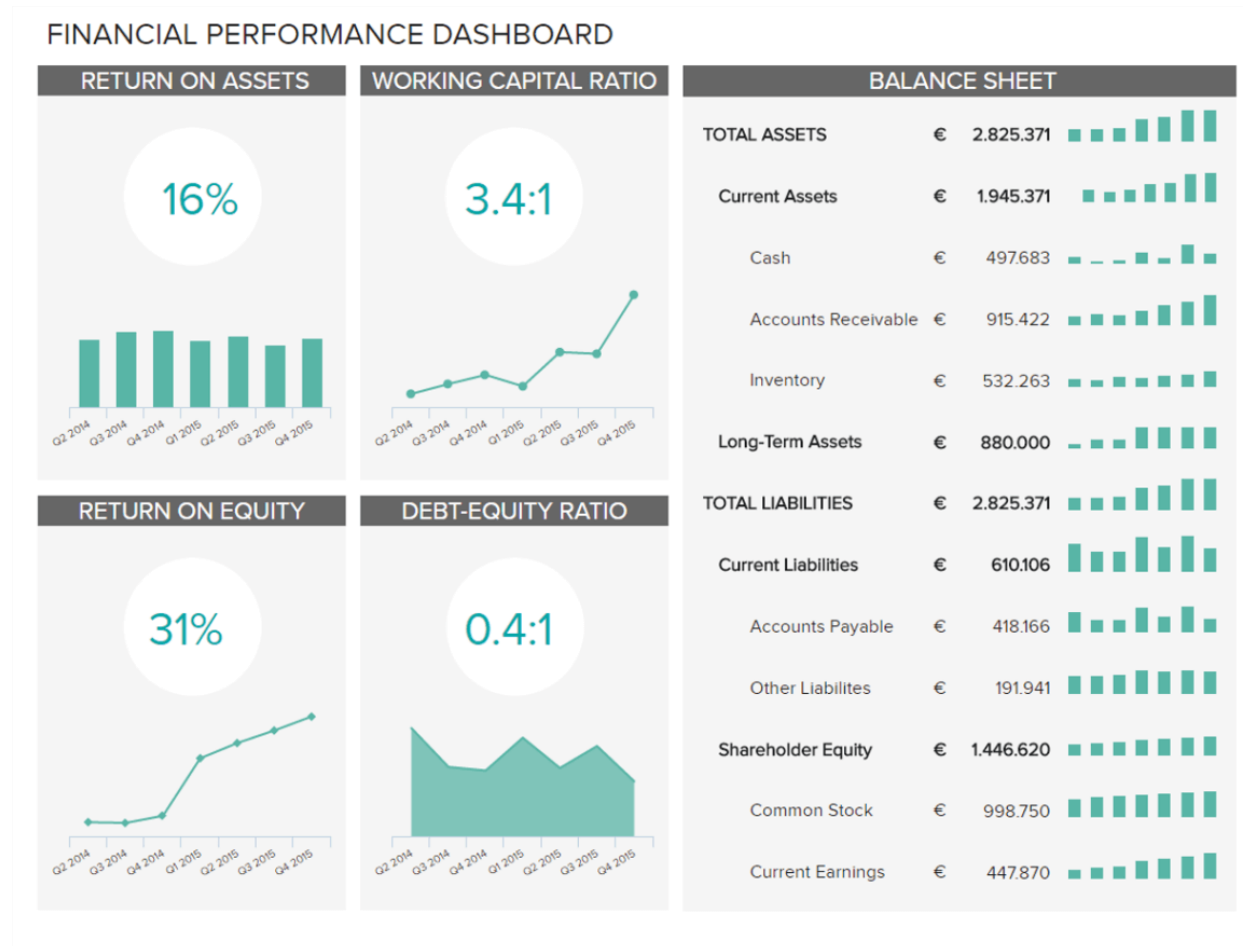 FINANCIAL PERFORMANCE DASHBOARD
RETURN ON ASSETS
16%
Q2 2014 Q3 2014 Q4 2014 Q1 2015 Q2 2015 Q3 2015 Q4 2015
WORKING CAPITAL RATIO
3.4:1
Q2 2014 Q3 2014 Q4 2014 Q1 2015 Q2 2015 Q3 2015 Q4 2015
RETURN ON EQUITY
31%
Q2 2014 Q3 2014 Q4 2014 Q1 2015 Q2 2015 Q3 2015 Q4 2015
DEBT-EQUITY RATIO
0.4:1
Q2 2014 Q3 2014 Q4 2014 Q1 2015 Q2 2015 Q3 2015 Q4 2015
BALANCE SHEET
TOTAL ASSETS € 2.825.371
Current Assets € 1.945.371
Cash € 497.683
Accounts Receivable € 915.422
Inventory € 532.263
Long-Term Assets € 880.000
TOTAL LIABILITIES € 2.825.371
Current Liabilities € 610.106
Accounts Payable € 418.166
Other Liabilites € 191.941
Shareholder Equity € 1.446.620
Common Stock € 998.750
Current Earnings € 447.870